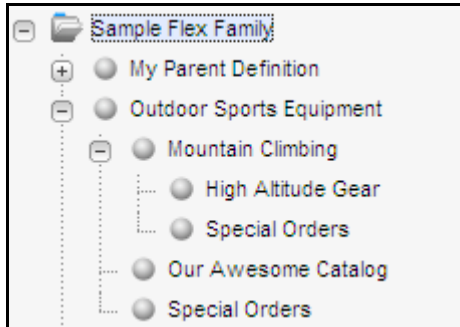 Sample Flex Family
My Parent Definition
Outdoor Sports Equipment
Mountain Climbing
High Altitude Gear
Special Orders
Our Awesome Catalog
Special Orders